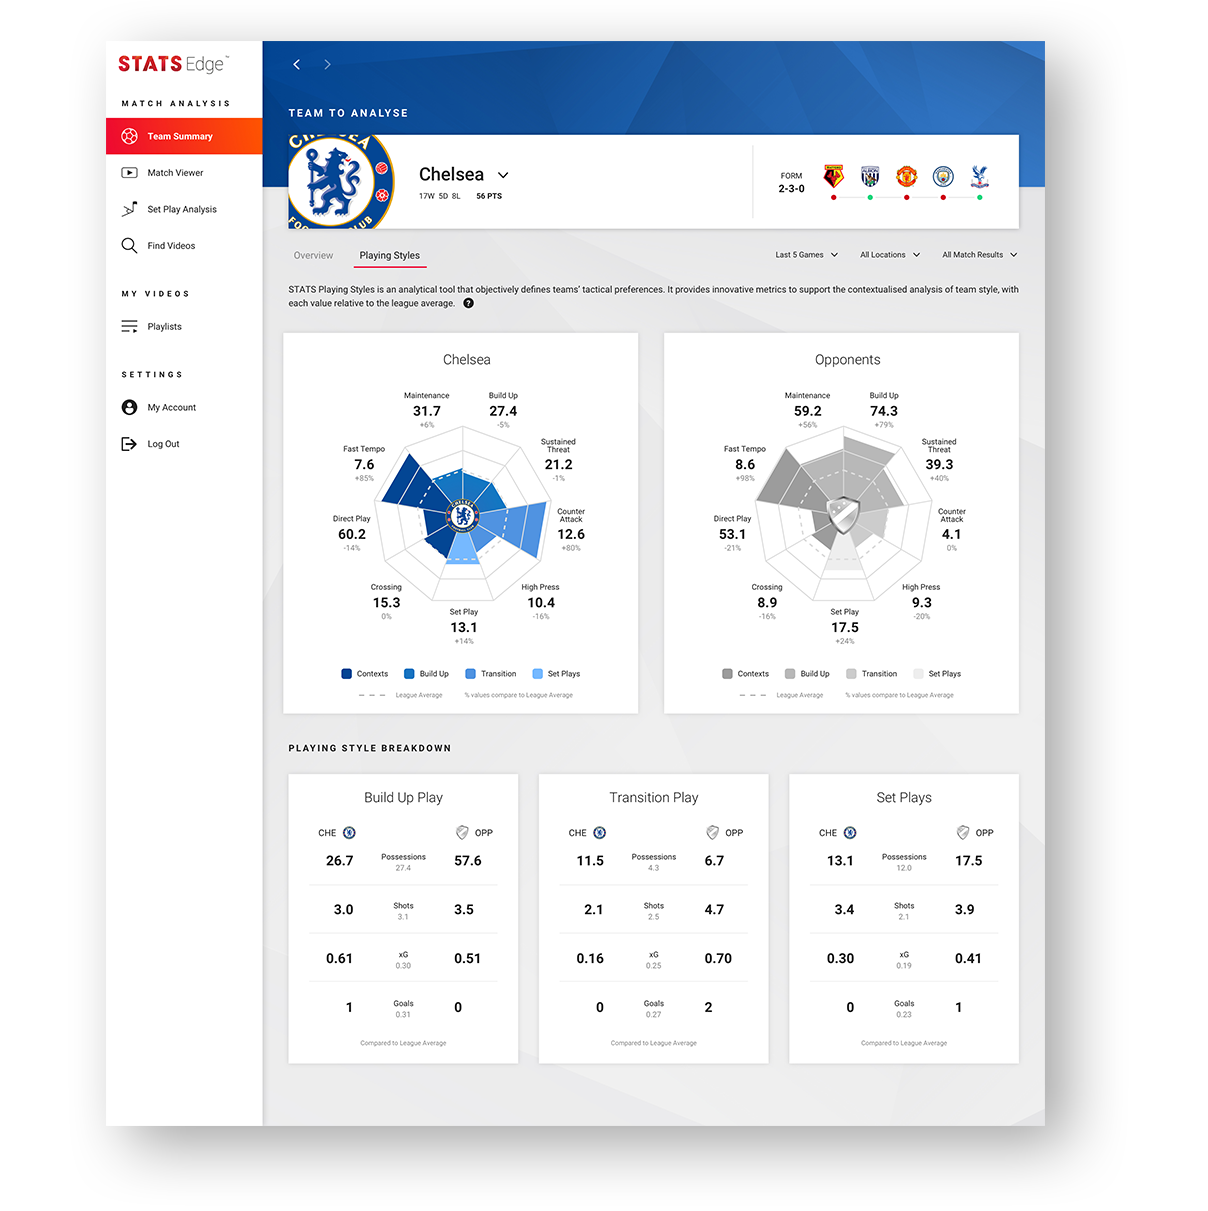 STATS Edge™
MATCH ANALYSIS
Team Summary
Match Viewer
Set Play Analysis
Find Videos
MY VIDEOS
Playlists
SETTINGS
My Account
Log Out
TEAM TO ANALYSE
Chelsea
17W 5D 8L 56 PTS
FORM
2-3-0
Overview
Playing Styles
Last 5 Games
All Locations
All Match Results
STATS Playing Styles is an analytical tool that objectively defines teams' tactical preferences. It provides innovative metrics to support the contextualised analysis of team style, with
each value relative to the league average. ?
Chelsea
Maintenance
31.7
+6%
Build Up
27.4
-5%
Sustained
Threat
21.2
-1%
Counter
Attack
12.6
+80%
High Press
10.4
-16%
Set Play
13.1
+14%
Crossing
15.3
0%
Direct Play
60.2
-14%
Fast Tempo
7.6
+85%
Contexts
Build Up
Transition
Set Plays
League Average
% values compare to League Average
Opponents
Maintenance
59.2
+56%
Build Up
74.3
+79%
Sustained
Threat
39.3
+40%
Counter
Attack
4.1
0%
High Press
9.3
-20%
Set Play
17.5
+24%
Crossing
8.9
-16%
Direct Play
53.1
-21%
Fast Tempo
8.6
+98%
Contexts
Build Up
Transition
Set Plays
League Average
% values compare to League Average
PLAYING STYLE BREAKDOWN
Build Up Play
CHE OPP
26.7 Possessions 57.6
27.4
3.0 Shots 3.5
3.1
0.61 xG 0.51
0.30
1 Goals 0
0.31
Compared to League Average
Transition Play
CHE OPP
11.5 Possessions 6.7
4.3
2.1 Shots 4.7
2.5
0.16 xG 0.70
0.25
0 Goals 2
0.27
Compared to League Average
Set Plays
CHE OPP
13.1 Possessions 17.5
12.0
3.4 Shots 3.9
2.1
0.30 xG 0.41
0.19
0 Goals 1
0.23
Compared to League Average